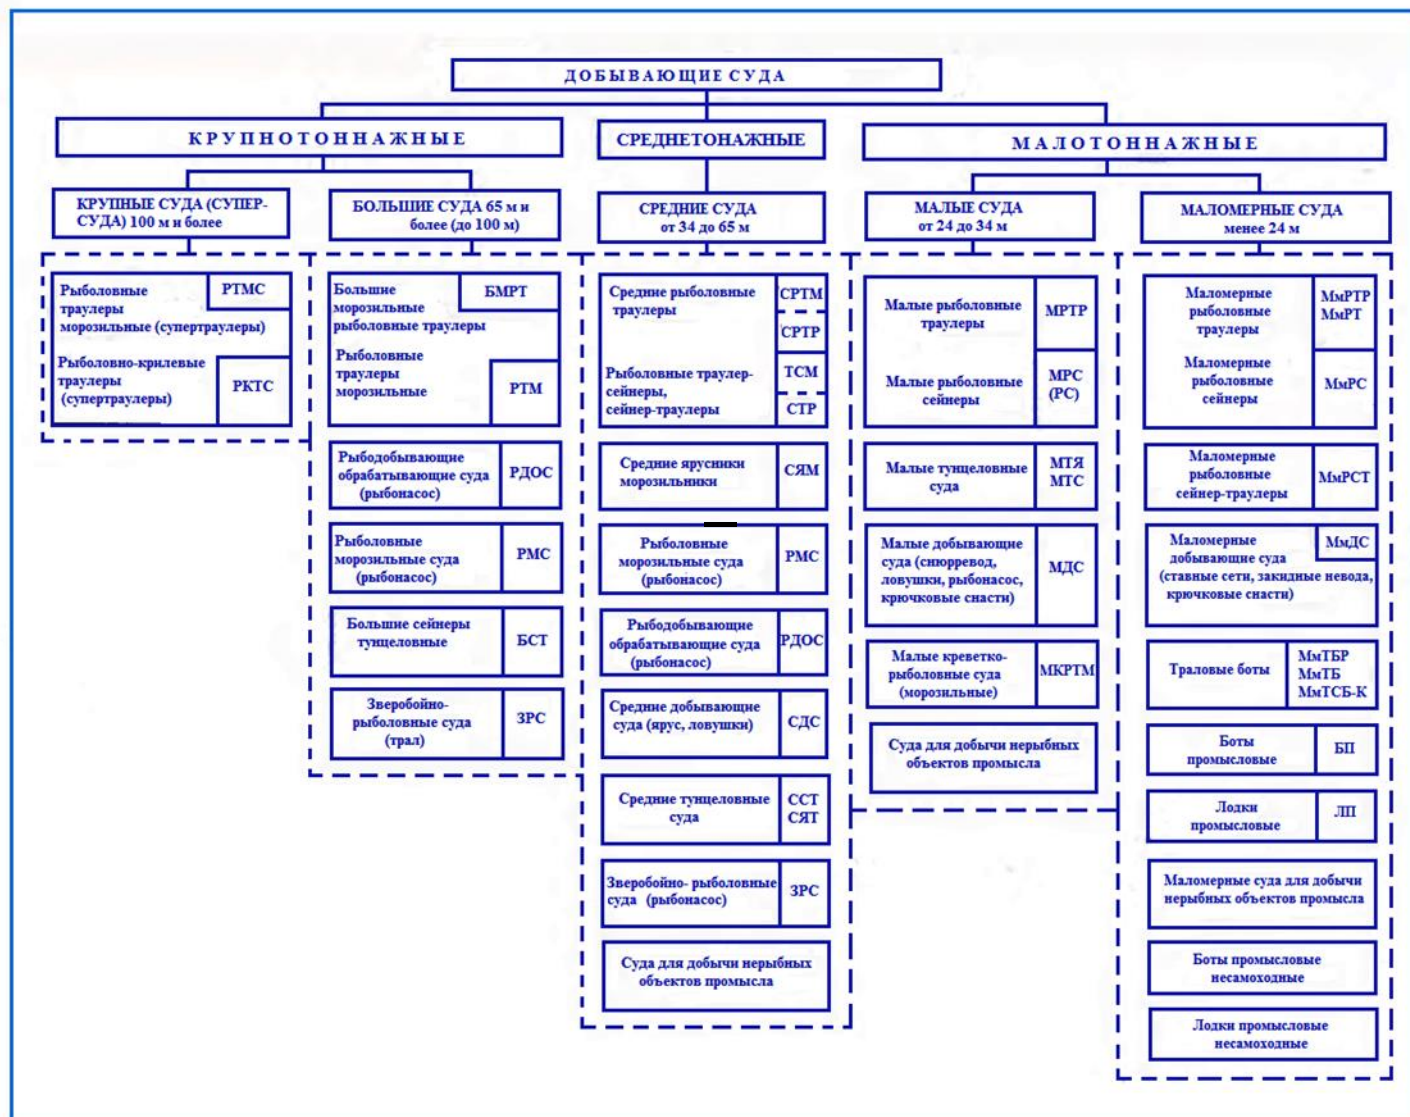 ДОБЫВАЮЩИЕ СУДА
КРУПНОТОННАЖНЫЕ
СРЕДНЕТОНАЖНЫЕ
МАЛОТОННАЖНЫЕ
КРУПНЫЕ СУДА (СУПЕР-
СУДА) 100 м и более
БОЛЬШИЕ СУДА 65 м и
более (до 100 м)
СРЕДНИЕ СУДА
от 34 до 65 м
МАЛЫЕ СУДА
от 24 до 34 м
МАЛОМЕРНЫЕ СУДА
менее 24 м
Рыболовные
траулеры
морозильные (супертраулеры)
РТМС
Рыболовно-крилевые
траулеры
(супертраулеры)
РКТС
Большие
морозильные
рыболовные траулеры
БМРТ
Рыболовные
траулеры
морозильные
РТМ
Рыбодобывающие
обрабатывающие суда
(рыбонасос)
РДОС
Рыболовные
морозильные суда
(рыбонасос)
РМС
Большие сейнеры
тунцеловные
БСТ
Зверобойно-
рыболовные суда
(трал)
ЗРС
Средние рыболовные
траулеры
СРТМ
СРТР
Рыболовные траулер-
сейнеры,
сейнер-траулеры
ТСМ
СТР
Средние ярусники
морозильники
СЯМ
Рыболовные
морозильные суда
(рыбонасос)
РМС
Рыбодобывающие
обрабатывающие суда
(рыбонасос)
РДОС
Средние добывающие
суда (ярус, ловушки)
СДС
Средние тунцеловные
суда
ССТ
СЯТ
Зверобойно- рыболовные
суда (рыбонасос)
ЗРС
Суда для добычи нерыбных
объектов промысла
Малые рыболовные
траулеры
МРТР
Малые рыболовные
сейнеры
МРС
(РС)
Малые тунцеловные
суда
МТЯ
МТС
Малые добывающие
суда (снюрревод,
ловушки, рыбонасос,
крючковые снасти)
МДС
Малые креветко-
рыболовные суда
(морозильные)
МКРТМ
Суда для добычи нерыбных
объектов промысла
Маломерные
рыболовные
траулеры
МмРТР
МмРТ
Маломерные
рыболовные
сейнеры
МмРС
Маломерные
рыболовные
сейнер-траулеры
МмРСТ
Маломерные
добывающие суда
(ставные сети, закидные невода,
крючковые снасти)
МмДС
Траловые боты
МмТБР
МмТБ
МмТСБ-К
Боты
промысловые
БП
Лодки
промысловые
ЛП
Маломерные суда для добычи
нерыбных объектов промысла
Боты промысловые
несамоходные
Лодки промысловые
несамоходные